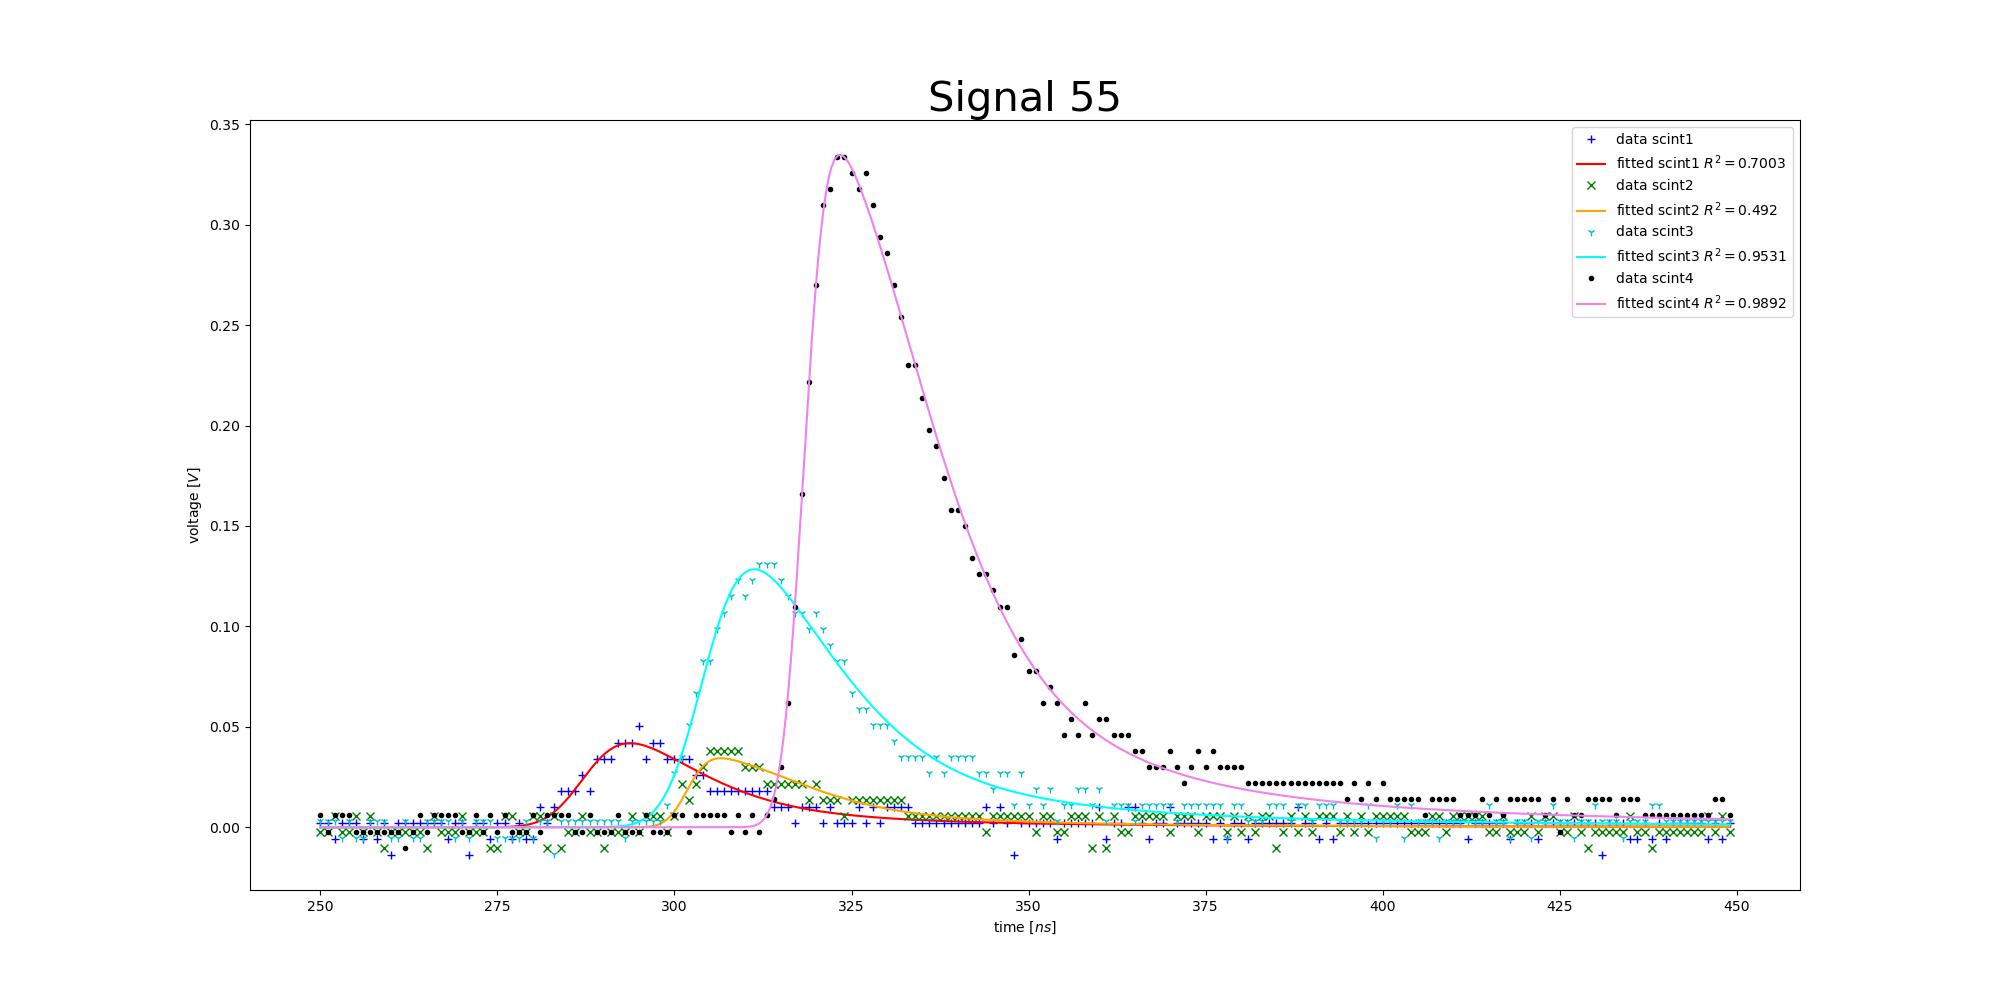 Signal 55
0.35
0.30
0.25
0.20
0.15
0.10
0.05
0.00
voltage [V]
250 275 300 325 350 375 400 425 450
time [ns]
data scint1
fitted scint1 R² = 0.7003
data scint2
fitted scint2 R² = 0.492
data scint3
fitted scint3 R² = 0.9531
data scint4
fitted scint4 R² = 0.9892